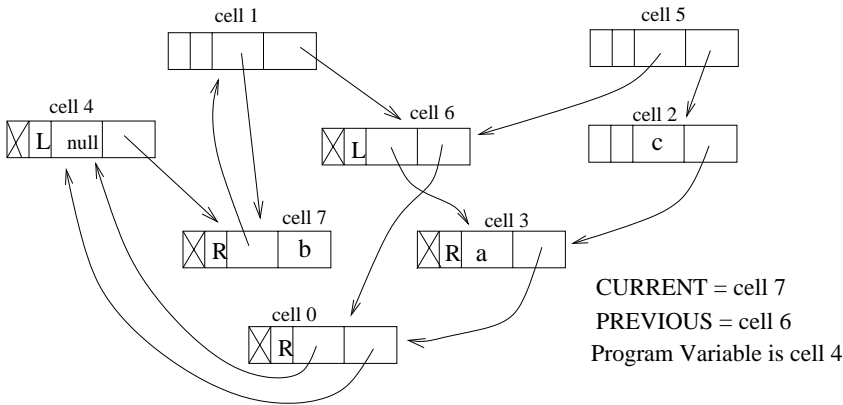 cell 1
cell 5
cell 4
cell 6
cell 2
L null
L
c
cell 7
cell 3
R b
R a
cell 0
R
CURRENT = cell 7
PREVIOUS = cell 6
Program Variable is cell 4